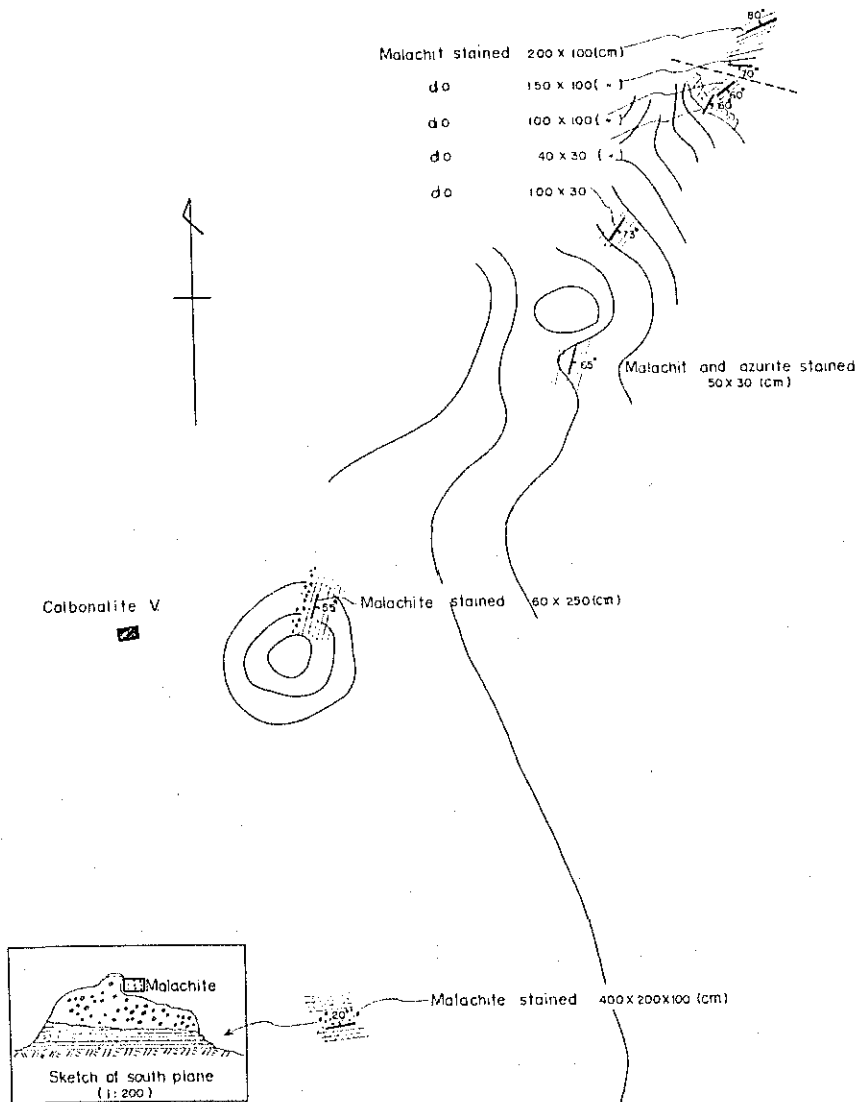 80°
Malachit stained 200 x 100(cm)
70°
do 150 x 100( " )
60°
60°
do 100 x 100( " )
do 40 x 30 ( " )
do 100 x 30
73°
65°
Malachit and azurite stained
50 x 30 (cm)
Calbonalite V.
55°
Malachite stained 60 x 250(cm)
Malachite
Malachite stained 400 x 200 x 100 (cm)
20°
Sketch of south plane
(1:200)